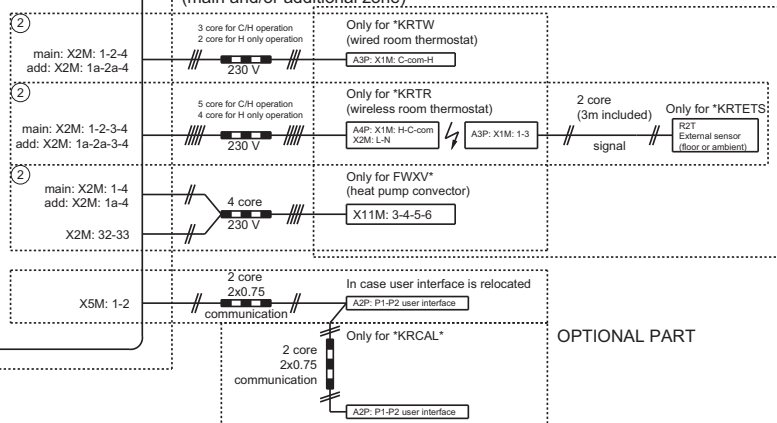 (main and/or additional zone)
2
main: X2M: 1-2-4
add: X2M: 1a-2a-4
3 core for C/H operation
2 core for H only operation
230 V
Only for *KRTW
(wired room thermostat)
A3P: X1M: C-com-H
2
main: X2M: 1-2-3-4
add: X2M: 1a-2a-3-4
5 core for C/H operation
4 core for H only operation
230 V
Only for *KRTR
(wireless room thermostat)
A4P: X1M: H-C-com
X2M: L-N
A3P: X1M: 1-3
2 core
(3m included)
signal
Only for *KRTETS
R2T
External sensor
(floor or ambient)
2
main: X2M: 1-4
add: X2M: 1a-4
X2M: 32-33
4 core
230 V
Only for FWXV*
(heat pump convector)
X11M: 3-4-5-6
X5M: 1-2
2 core
2x0.75
communication
In case user interface is relocated
A2P: P1-P2 user interface
Only for *KRCAL*
2 core
2x0.75
communication
A2P: P1-P2 user interface
OPTIONAL PART